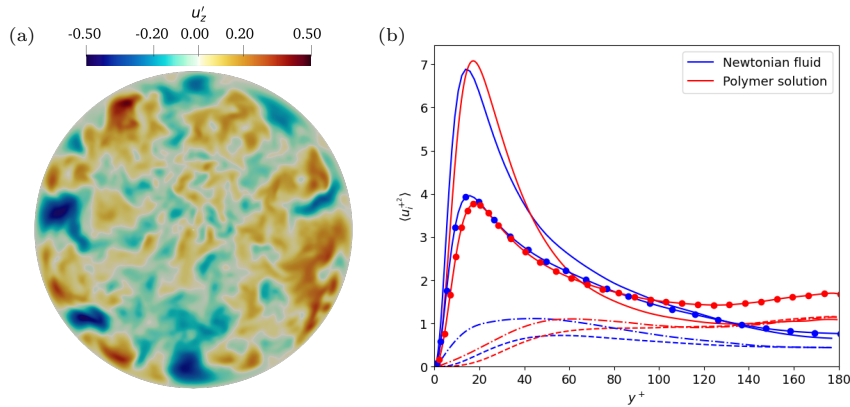 (a)
u′z
-0.50 -0.20 0.00 0.20 0.50
(b)
Newtonian fluid
Polymer solution
7
6
5
4
3
2
1
0
⟨u_i^{+2}⟩
0 20 40 60 80 100 120 140 160 180
y+